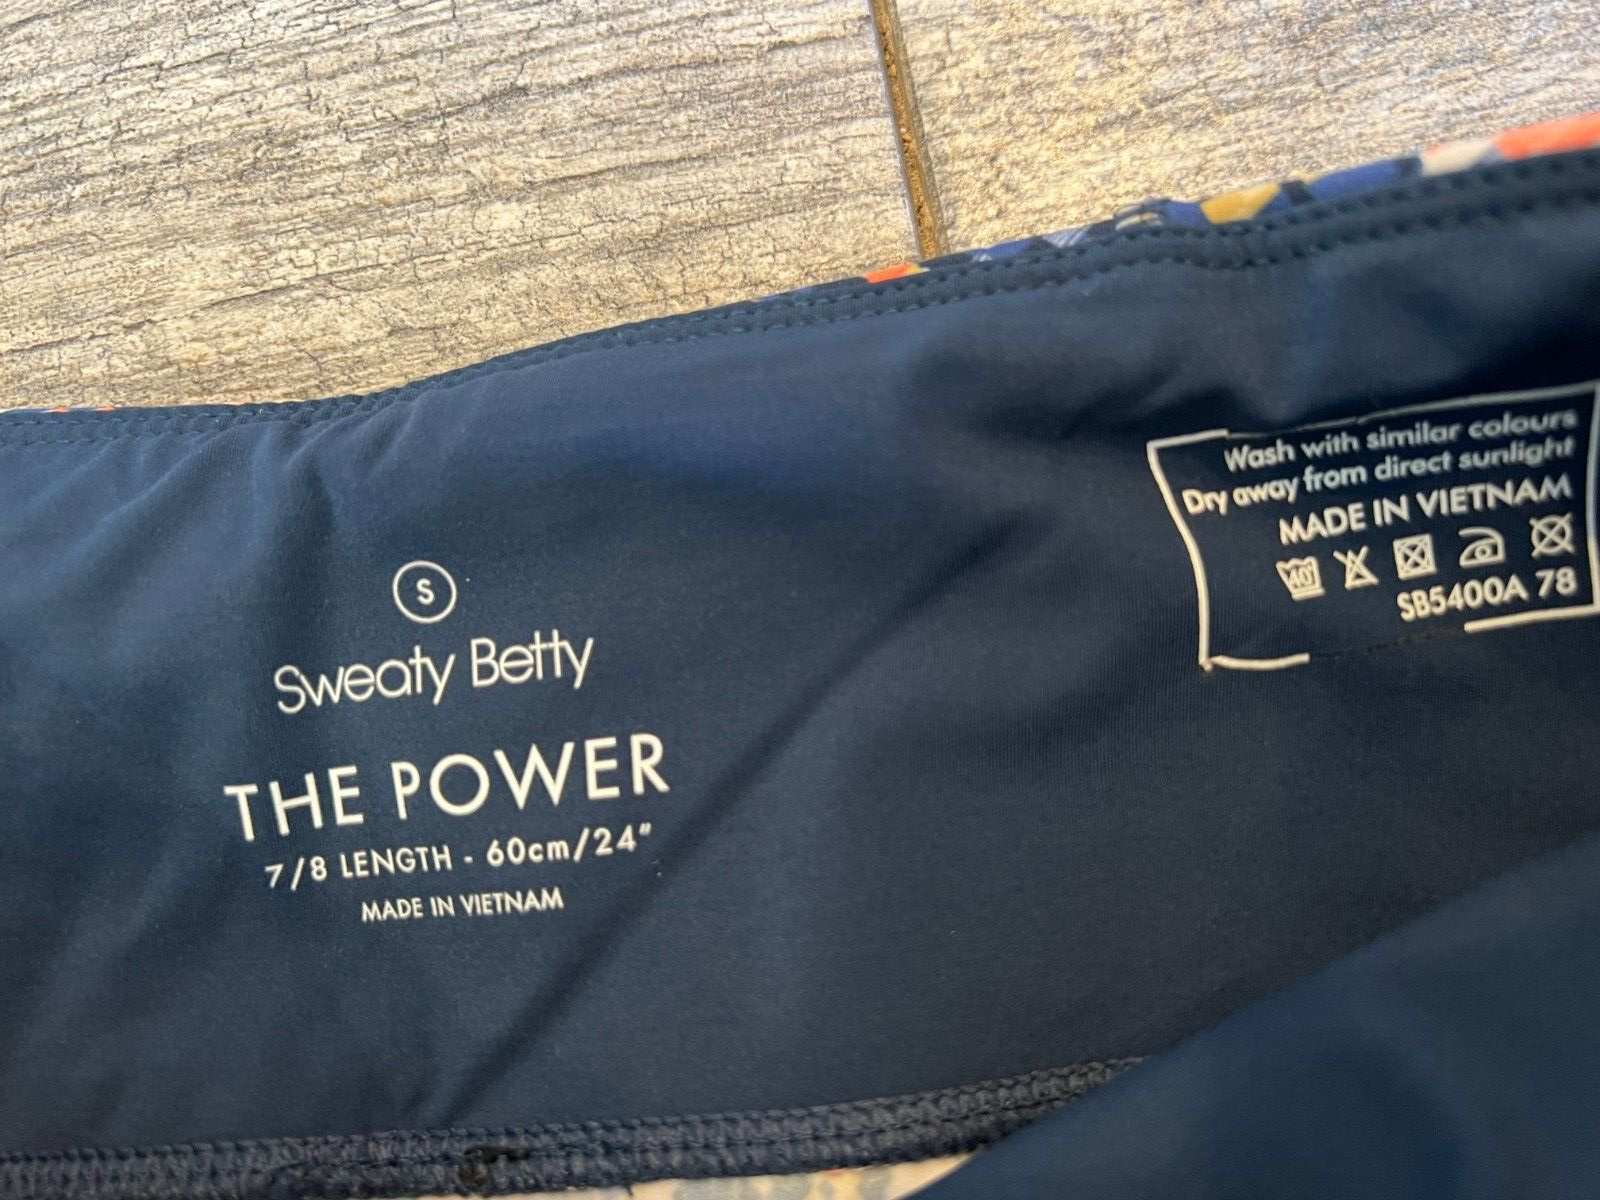 S
Sweaty Betty
THE POWER
7/8 LENGTH - 60cm/24"
MADE IN VIETNAM
Wash with similar colours
Dry away from direct sunlight
MADE IN VIETNAM
40°
SB5400A 78